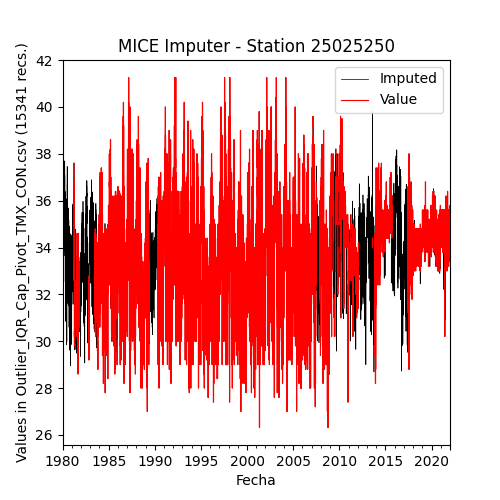 MICE Imputer - Station 25025250
Values in Outlier_IQR_Cap_Pivot_TMX_CON.csv (15341 recs.)
42
40
38
36
34
32
30
28
26
Imputed
Value
1980 1985 1990 1995 2000 2005 2010 2015 2020
Fecha